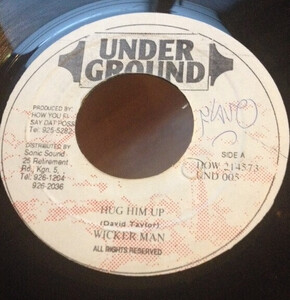 UNDER
GROUND
PRODUCED BY:
HOW YOU FI
SAY DAT POSS
Tel: 925-5282
DISTRIBUTED BY
Sonic Sound
25 Retirement
Rd, Kgn. 5,
Tel. 926-1204
926-2036
SIDE A
DOW 214573
UND 005
HUG HIM UP
(David Taylor)
WICKER MAN
ALL RIGHTS RESERVED